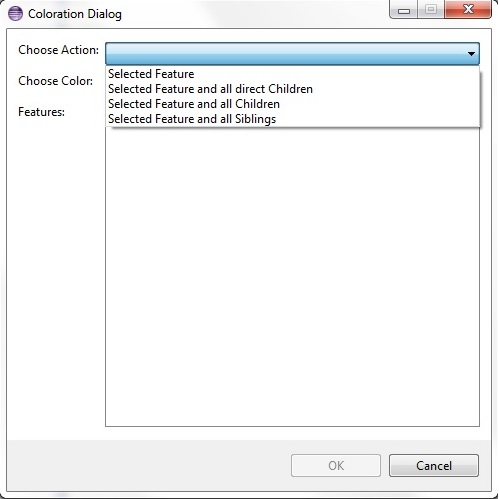 Coloration Dialog
Choose Action:
Selected Feature
Choose Color:
Selected Feature and all direct Children
Selected Feature and all Children
Features:
Selected Feature and all Siblings
OK
Cancel